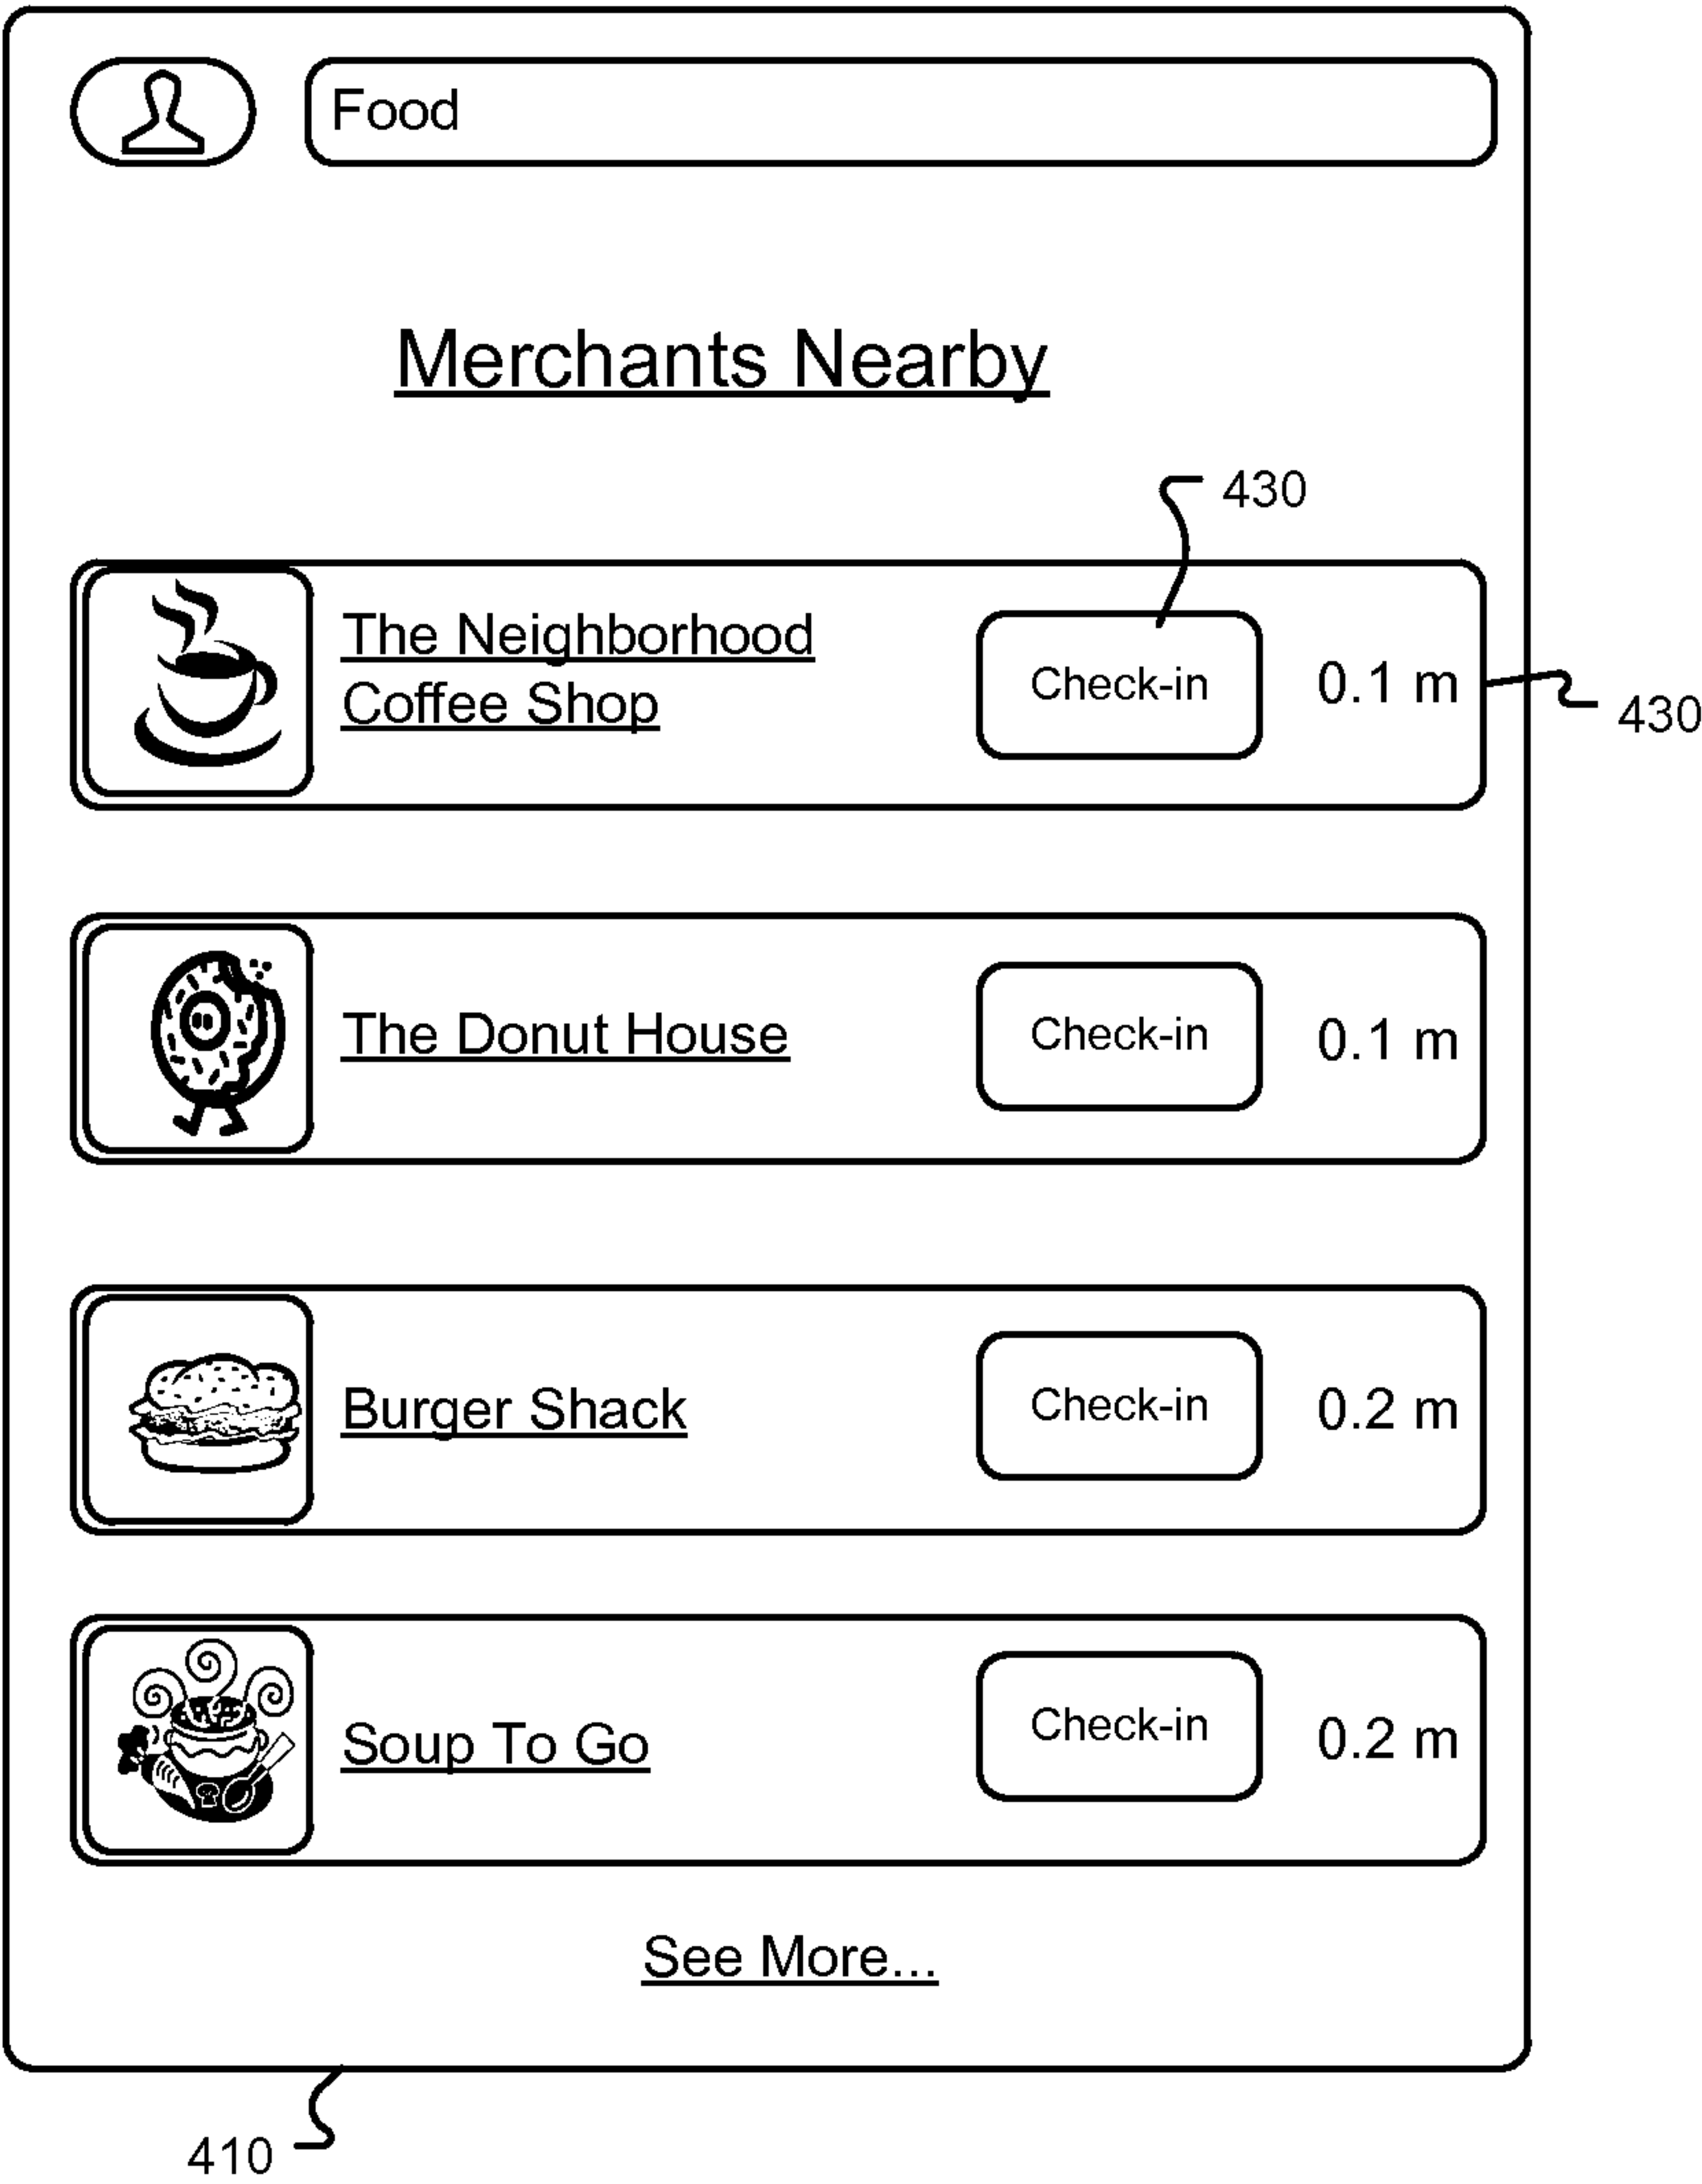 Food
Merchants Nearby
430
The Neighborhood
Coffee Shop
Check-in
0.1 m
430
The Donut House
Check-in
0.1 m
Burger Shack
Check-in
0.2 m
Soup To Go
Check-in
0.2 m
See More...
410